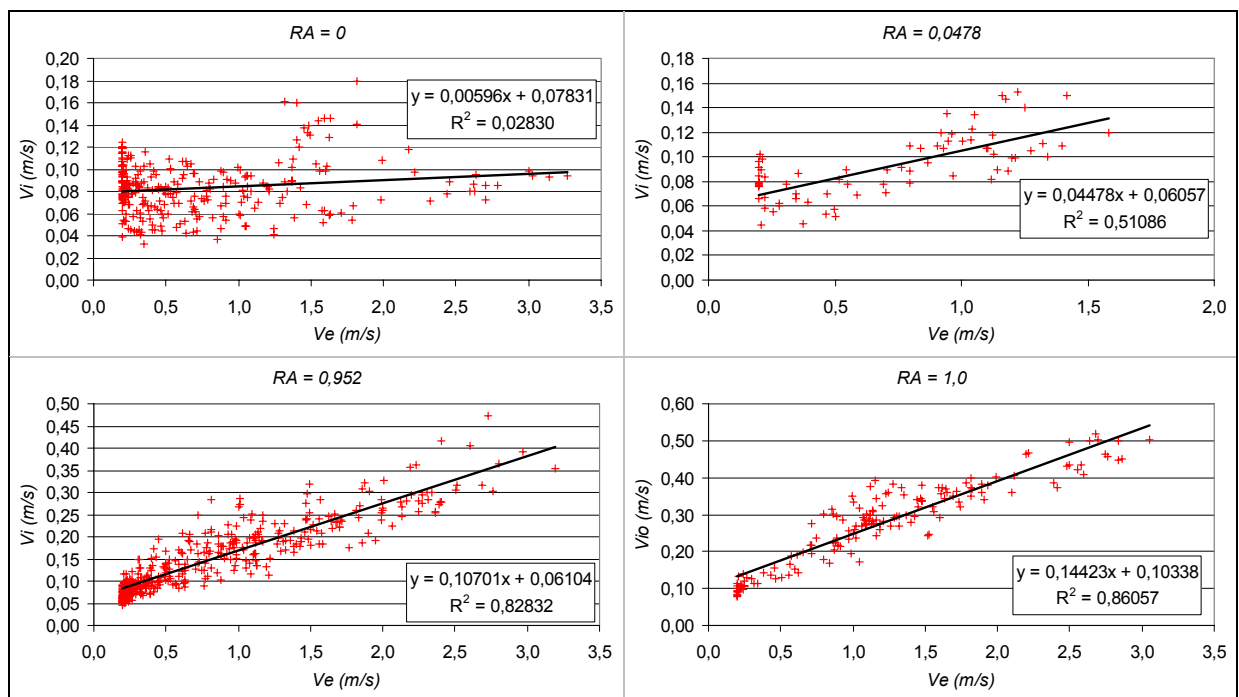 RA = 0
Vi (m/s)
0,20
0,18
0,16
0,14
0,12
0,10
0,08
0,06
0,04
0,02
0,00
y = 0,00596x + 0,07831
R² = 0,02830
0,0 0,5 1,0 1,5 2,0 2,5 3,0 3,5
Ve (m/s)
RA = 0,0478
Vi (m/s)
0,18
0,16
0,14
0,12
0,10
0,08
0,06
0,04
0,02
0,00
y = 0,04478x + 0,06057
R² = 0,51086
0,0 0,5 1,0 1,5 2,0
Ve (m/s)
RA = 0,952
Vi (m/s)
0,50
0,45
0,40
0,35
0,30
0,25
0,20
0,15
0,10
0,05
0,00
y = 0,10701x + 0,06104
R² = 0,82832
0,0 0,5 1,0 1,5 2,0 2,5 3,0 3,5
Ve (m/s)
RA = 1,0
Vio (m/s)
0,60
0,50
0,40
0,30
0,20
0,10
0,00
y = 0,14423x + 0,10338
R² = 0,86057
0,0 0,5 1,0 1,5 2,0 2,5 3,0 3,5
Ve (m/s)